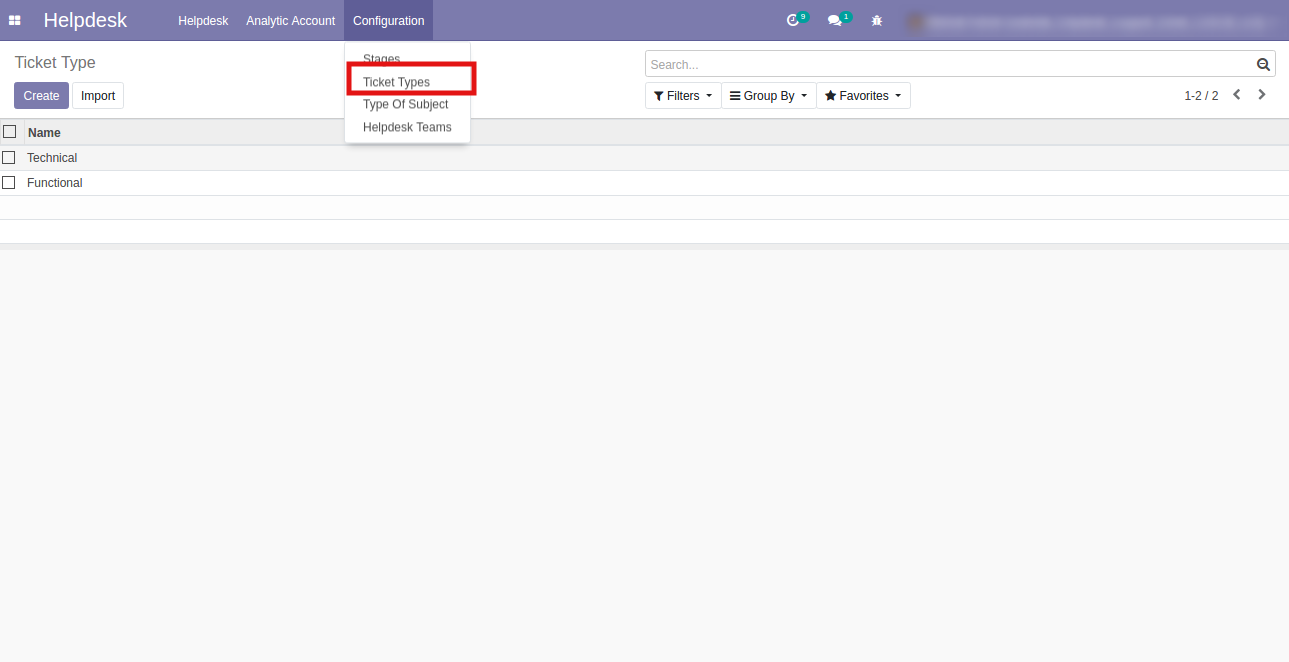 Helpdesk Helpdesk Analytic Account Configuration 9 1
Stages
Ticket Types
Type Of Subject
Helpdesk Teams
Ticket Type
Search...
Create Import
Filters Group By Favorites 1-2 / 2
Name
Technical
Functional